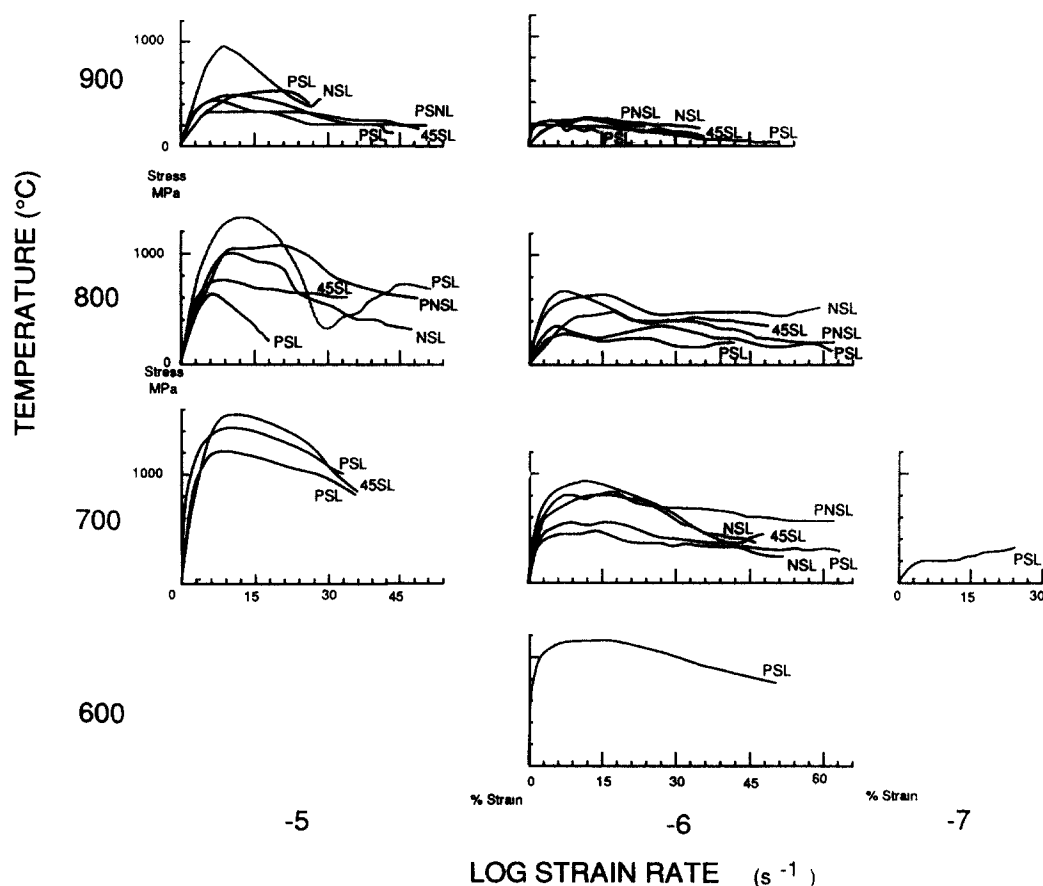 TEMPERATURE (°C)
900
1000
0
PSL
NSL
PSNL
PSL
45SL
Stress
MPa
PNSL
NSL
PSL
45SL
PSL
800
1000
0
45SL
PSL
PNSL
PSL
NSL
Stress
MPa
NSL
45SL
PNSL
PSL
PSL
700
1000
PSL
45SL
PSL
0 15 30 45
PNSL
NSL
45SL
NSL
PSL
PSL
0 15 30
600
PSL
0 15 30 45 60
% Strain
% Strain
-5
-6
-7
LOG STRAIN RATE (s -1)